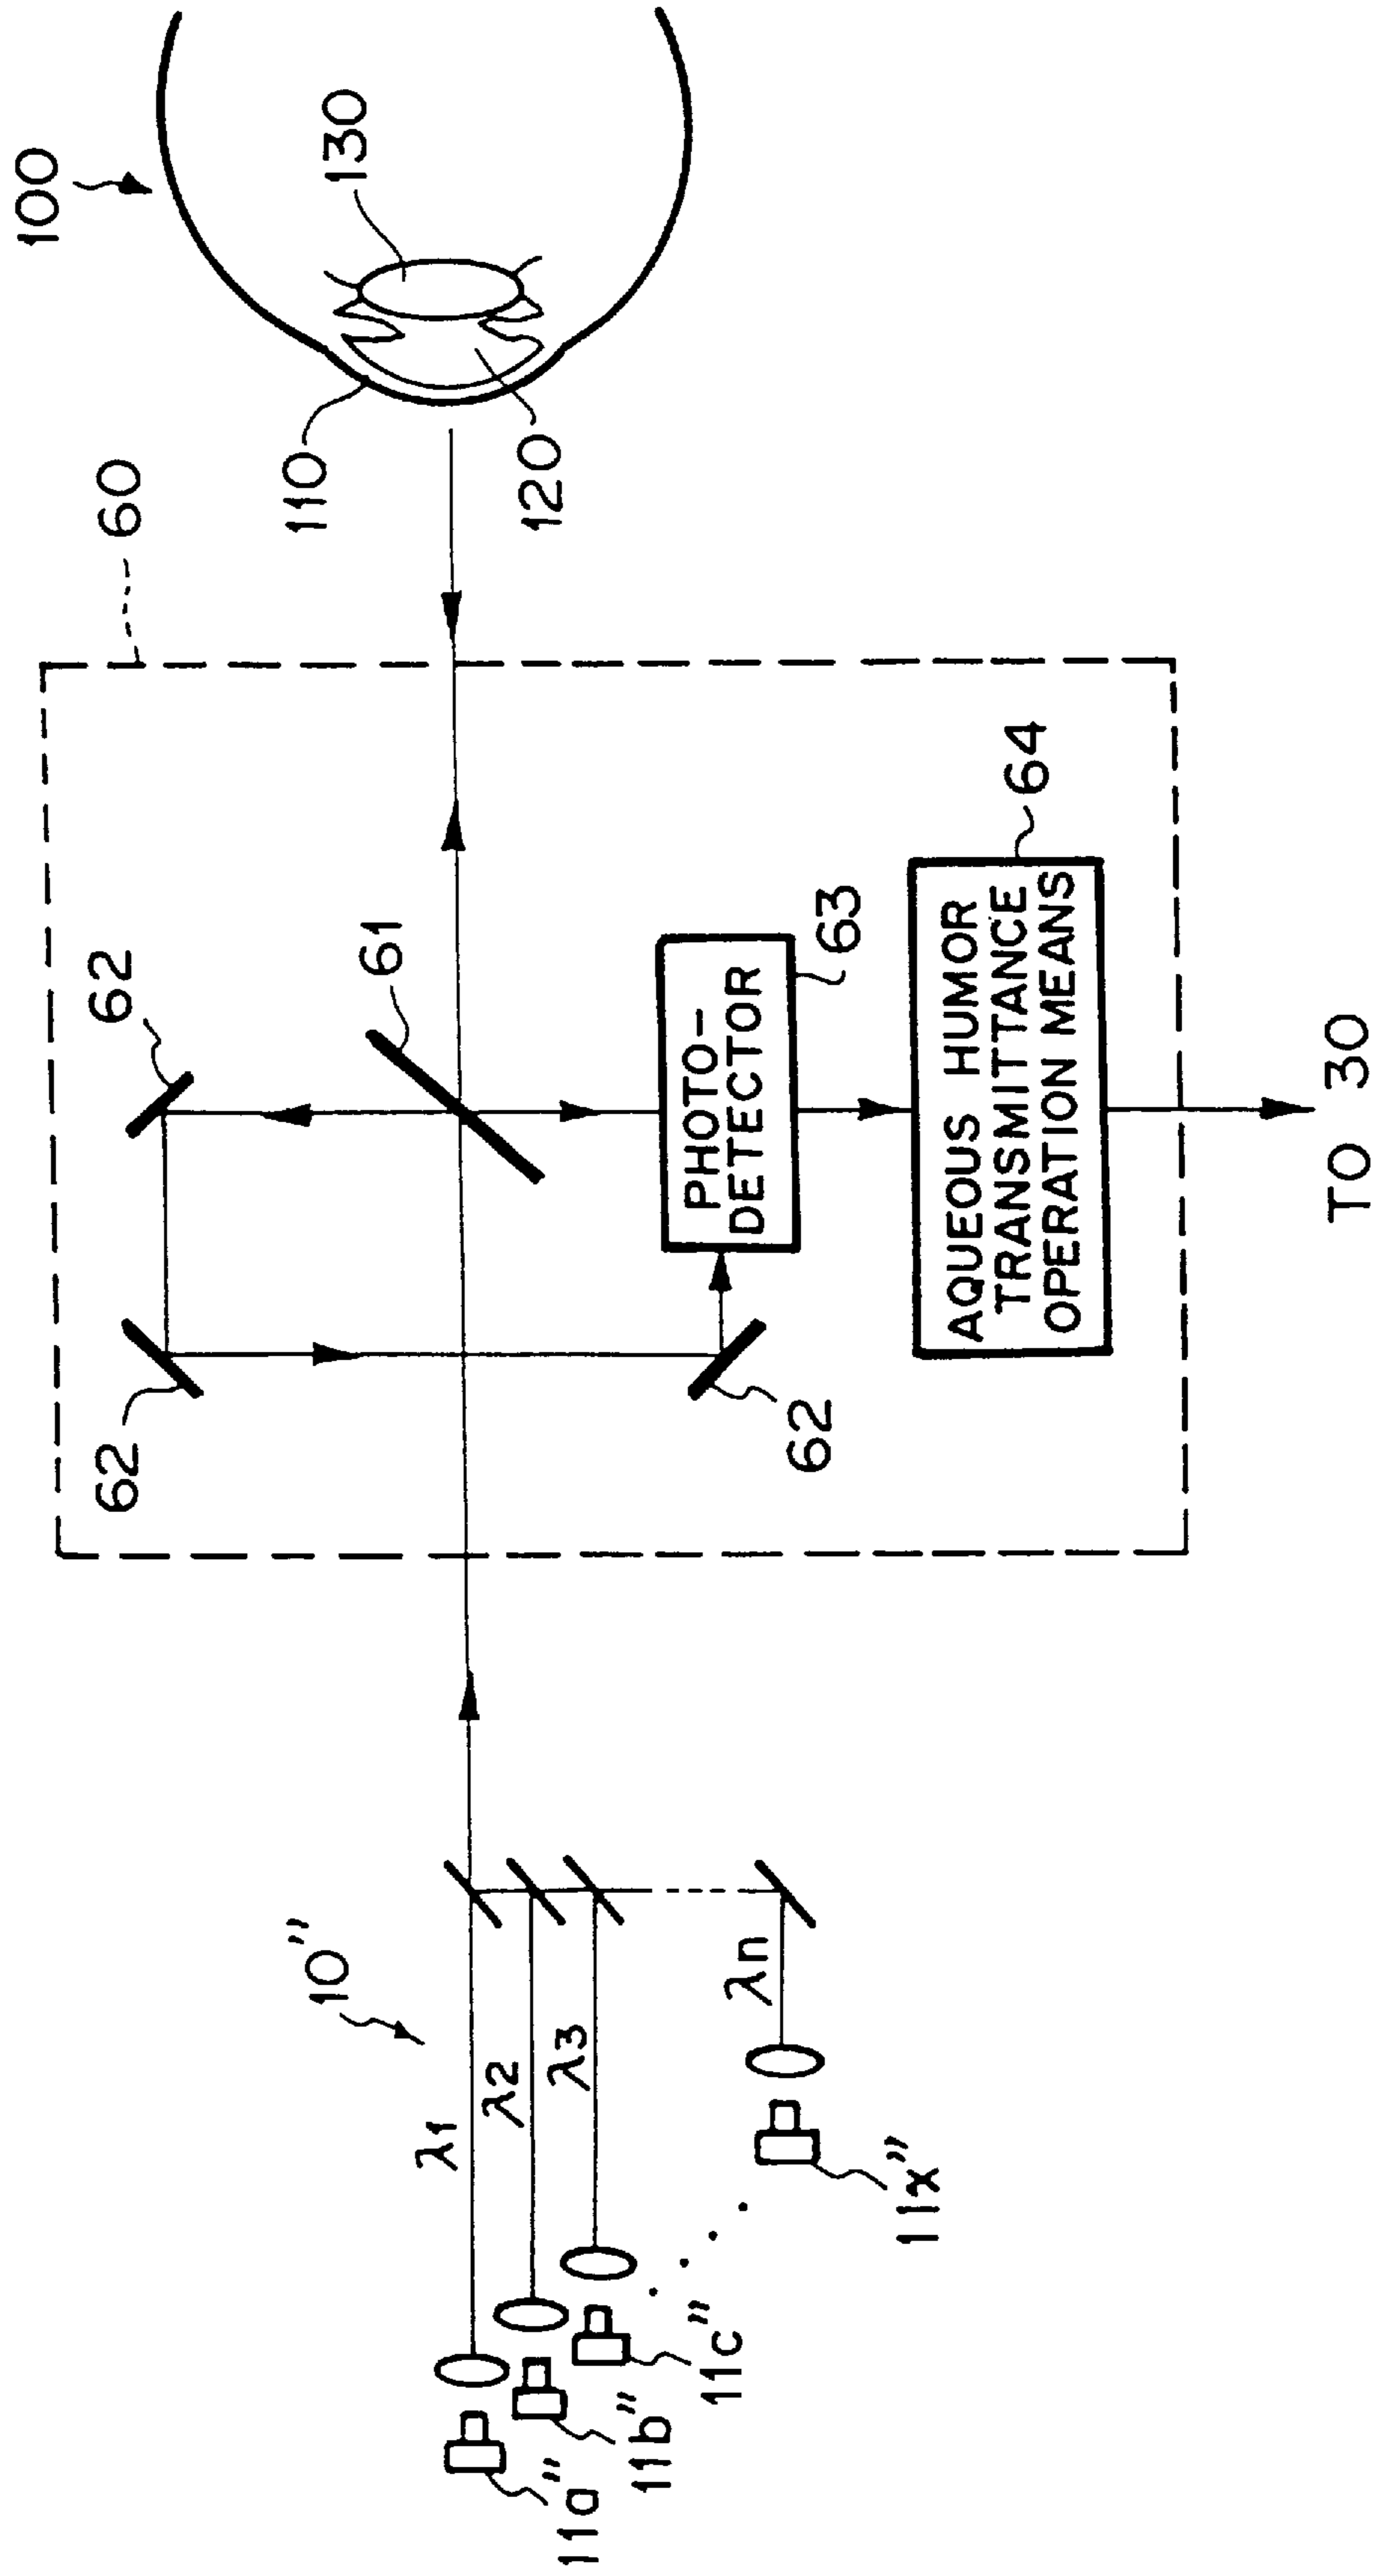 100
130
60
110
120
62
61
62
PHOTO-
DETECTOR
63
62
AQUEOUS HUMOR
TRANSMITTANCE
OPERATION MEANS
64
TO 30
10"
λ1
λ2
λ3
λn
11a"
11b"
11c"
11x"